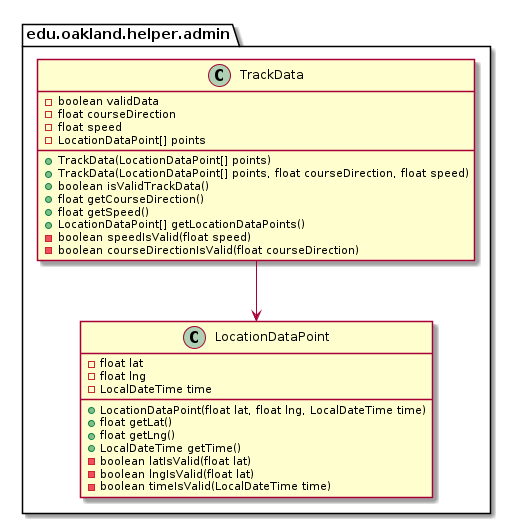 edu.oakland.helper.admin
C TrackData
boolean validData
float courseDirection
float speed
LocationDataPoint[] points
TrackData(LocationDataPoint[] points)
TrackData(LocationDataPoint[] points, float courseDirection, float speed)
boolean isValidTrackData()
float getCourseDirection()
float getSpeed()
LocationDataPoint[] getLocationDataPoints()
boolean speedIsValid(float speed)
boolean courseDirectionIsValid(float courseDirection)
C LocationDataPoint
float lat
float lng
LocalDateTime time
LocationDataPoint(float lat, float lng, LocalDateTime time)
float getLat()
float getLng()
LocalDateTime getTime()
boolean latIsValid(float lat)
boolean lngIsValid(float lat)
boolean timeIsValid(LocalDateTime time)